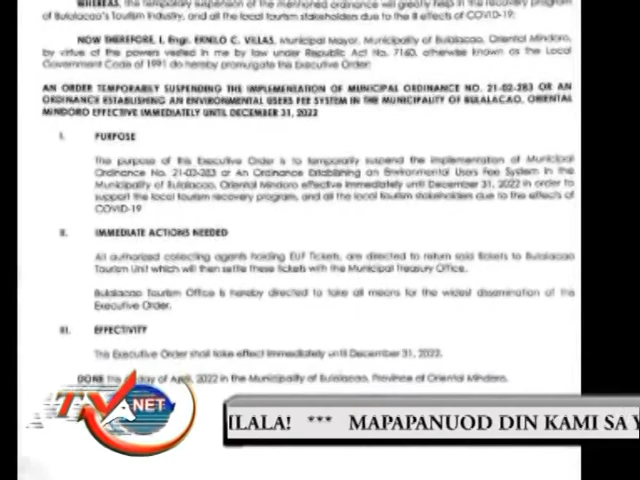 WHEREAS, the temporary suspension of the mentioned ordinance will greatly help in the recovery program
of Bulalacao's Tourism Industry, and all the local tourism stakeholders due to the ill effects of COVID-19;
NOW THEREFORE, I, Engr. ERNILO C. VILLAS, Municipal Mayor, Municipality of Bulalacao, Oriental Mindoro,
by virtue of the powers vested in me by law under Republic Act No. 7160, otherwise known as the Local
Government Code of 1991 do hereby promulgate this Executive Order:
AN ORDER TEMPORARILY SUSPENDING THE IMPLEMENTATION OF MUNICIPAL ORDINANCE NO. 21-02-283 OR AN
ORDINANCE ESTABLISHING AN ENVIRONMENTAL USERS FEE SYSTEM IN THE MUNICIPALITY OF BULALACAO, ORIENTAL
MINDORO EFFECTIVE IMMEDIATELY UNTIL DECEMBER 31, 2022
I. PURPOSE
The purpose of this Executive Order is to temporarily suspend the implementation of Municipal
Ordinance No. 21-02-283 or An Ordinance Establishing an Environmental Users Fee System in the
Municipality of Bulalacao, Oriental Mindoro effective immediately until December 31, 2022 in order to
support the local tourism recovery program, and all the local tourism stakeholders due to the effects of
COVID-19
II. IMMEDIATE ACTIONS NEEDED
All authorized collecting agents holding EUF Tickets, are directed to return said tickets to Bulalacao
Tourism Unit which will then settle these tickets with the Municipal Treasury Office.
Bulalacao Tourism Office is hereby directed to take all means for the widest dissemination of this
Executive Order.
III. EFFECTIVITY
This Executive Order shall take effect immediately until December 31, 2022.
DONE this day of April, 2022 in the Municipality of Bulalacao, Province of Oriental Mindoro.
TV NET
ILALA! *** MAPAPANUOD DIN KAMI SA Y